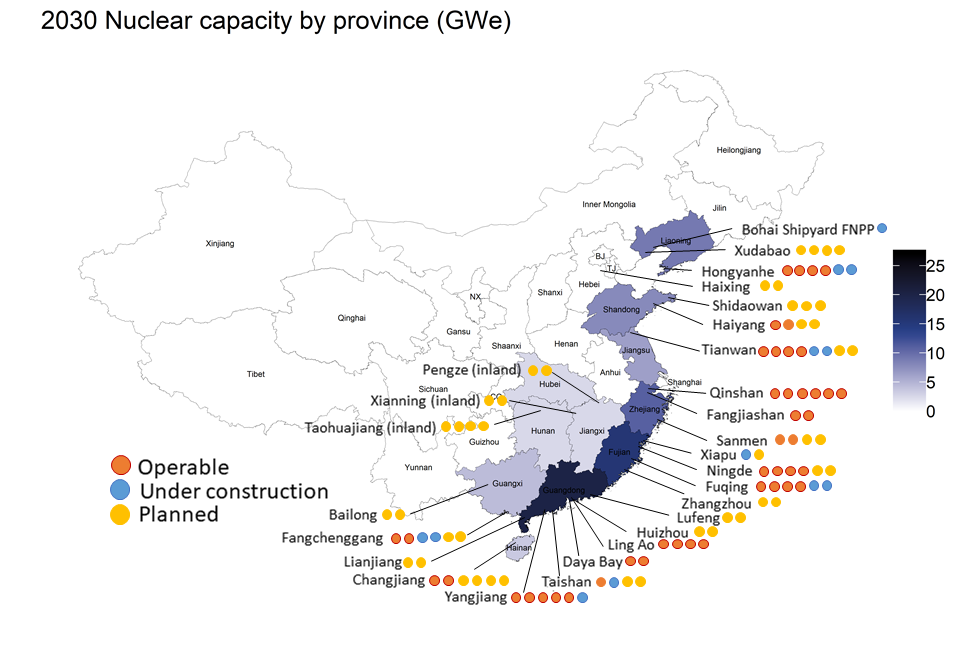 2030 Nuclear capacity by province (GWe)
Heilongjiang
Inner Mongolia
Jilin
Xinjiang
Liaoning
Bohai Shipyard FNPP
Xudabao
BJ
TJ
Hongyanhe
Hebei
Haixing
NX
Shanxi
Shandong
Shidaowan
Qinghai
Haiyang
Gansu
Shaanxi
Henan
Jiangsu
Tianwan
Tibet
Anhui
Pengze (inland)
Hubei
Shanghai
Sichuan
Qinshan
Xianning (inland)
Zhejiang
Fangjiashan
Taohuajiang (inland)
Hunan
Jiangxi
Guizhou
Sanmen
Fujian
Xiapu
Yunnan
Ningde
Guangxi
Guangdong
Fuqing
Zhangzhou
Bailong
Lufeng
Huizhou
Fangchenggang
Ling Ao
Hainan
Lianjiang
Daya Bay
Changjiang
Taishan
Yangjiang
Operable
Under construction
Planned
25
20
15
10
5
0